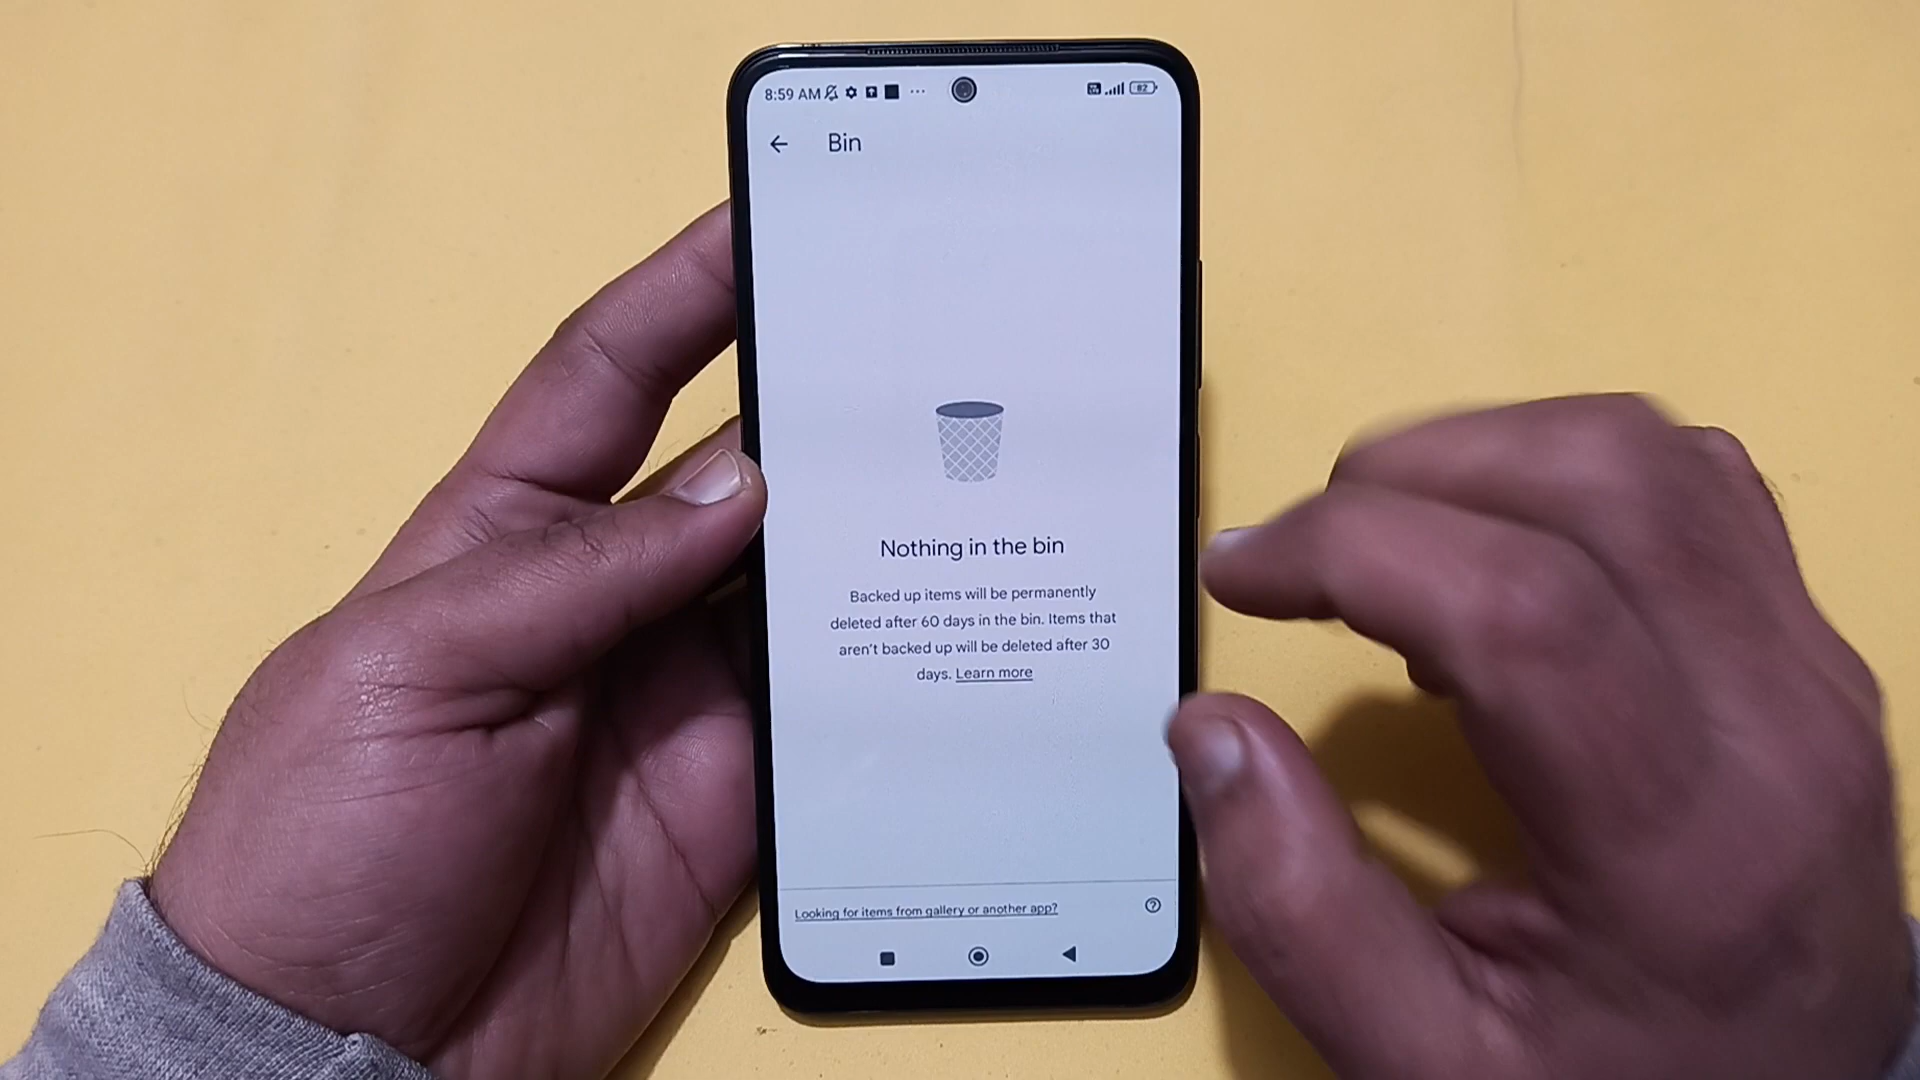 8:59 AM
82
Bin
Nothing in the bin
Backed up items will be permanently
deleted after 60 days in the bin. Items that
aren't backed up will be deleted after 30
days. Learn more
Looking for items from gallery or another app?